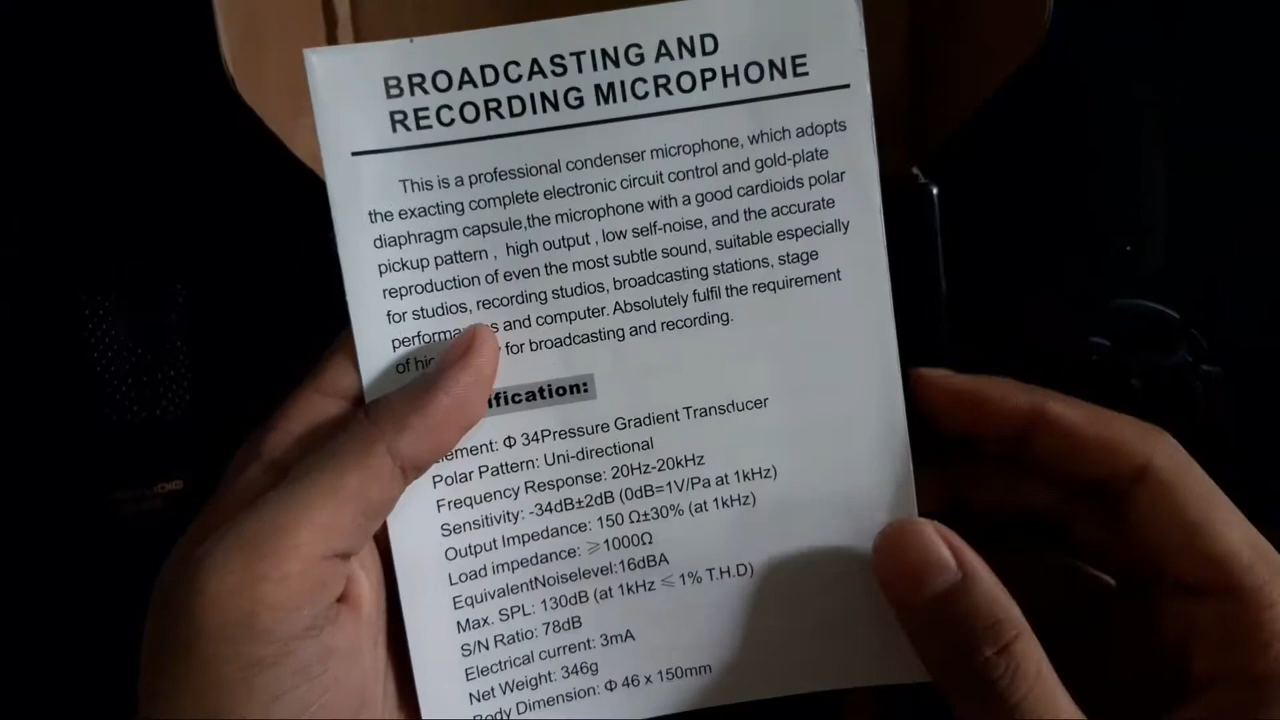 BROADCASTING AND
RECORDING MICROPHONE
This is a professional condenser microphone, which adopts
the exacting complete electronic circuit control and gold-plate
diaphragm capsule,the microphone with a good cardioids polar
pickup pattern , high output , low self-noise, and the accurate
reproduction of even the most subtle sound, suitable especially
for studios, recording studios, broadcasting stations, stage
and computer. Absolutely fulfil the requirement
of for broadcasting and recording.
Φ 34Pressure Gradient Transducer
Polar Pattern: Uni-directional
Frequency Response: 20Hz-20kHz
Sensitivity: -34dB±2dB (0dB=1V/Pa at 1kHz)
Output Impedance: 150 Ω±30% (at 1kHz)
Load impedance: ⩾1000Ω
EquivalentNoiselevel:16dBA
Max. SPL: 130dB (at 1kHz ⩽ 1% T.H.D)
S/N Ratio: 78dB
Electrical current: 3mA
Net Weight: 346g
Body Dimension: Φ 46 x 150mm